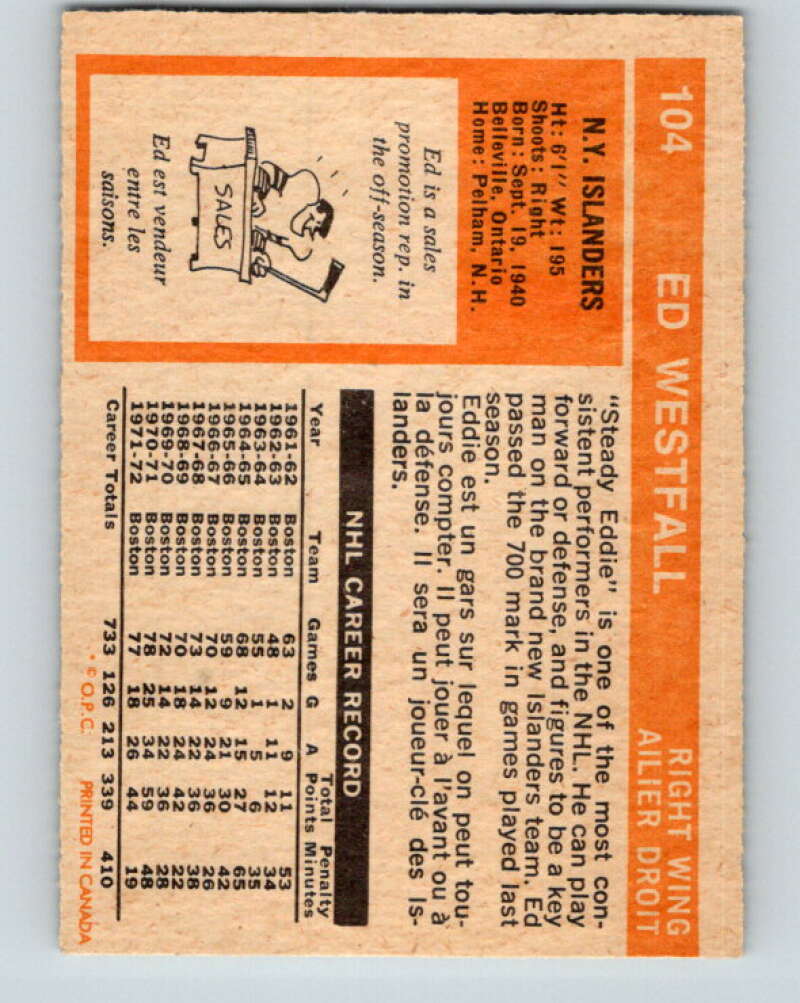 104 ED WESTFALL RIGHT WING
AILIER DROIT
N.Y. ISLANDERS
Ht: 6'1" Wt: 195
Shoots: Right
Born: Sept. 19, 1940
Belleville, Ontario
Home: Pelham, N.H.
Ed is a sales
promotion rep. in
the off-season.
SALES
Ed est vendeur
entre les
saisons.
"Steady Eddie" is one of the most con-
sistent performers in the NHL. He can play
forward or defense, and figures to be a key
man on the brand new Islanders team. Ed
passed the 700 mark in games played last
season.
Eddie est un gars sur lequel on peut tou-
jours compter. Il peut jouer à l'avant ou à
la défense. Il sera un joueur-clé des Is-
landers.
NHL CAREER RECORD
Total Penalty
Year Team Games G A Points Minutes
1961-62 Boston 63 2 9 11 53
1962-63 Boston 48 1 11 12 34
1963-64 Boston 55 1 5 6 35
1964-65 Boston 68 12 15 27 65
1965-66 Boston 59 9 21 30 42
1966-67 Boston 70 12 24 36 26
1967-68 Boston 73 14 22 36 38
1968-69 Boston 70 18 24 42 22
1969-70 Boston 72 14 22 36 28
1970-71 Boston 78 25 34 59 48
1971-72 Boston 77 18 26 44 19
Career Totals 733 126 213 339 410
* © O.P.C. PRINTED IN CANADA